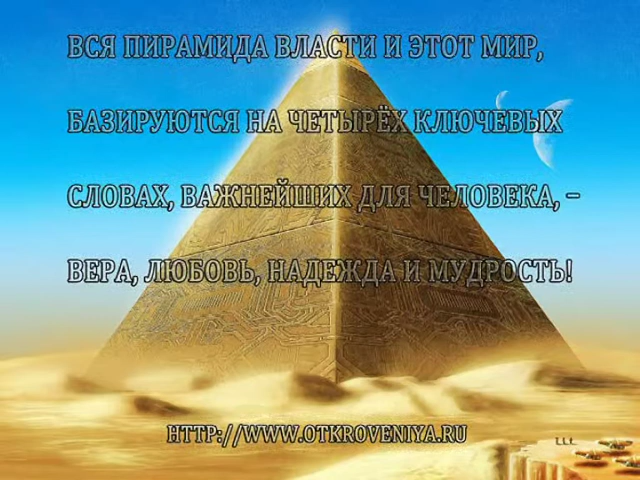 ВСЯ ПИРАМИДА ВЛАСТИ И ЭТОТ МИР,
БАЗИРУЮТСЯ НА ЧЕТЫРЁХ КЛЮЧЕВЫХ
СЛОВАХ, ВАЖНЕЙШИХ ДЛЯ ЧЕЛОВЕКА, –
ВЕРА, ЛЮБОВЬ, НАДЕЖДА И МУДРОСТЬ!
HTTP://WWW.OTKROVENIYA.RU